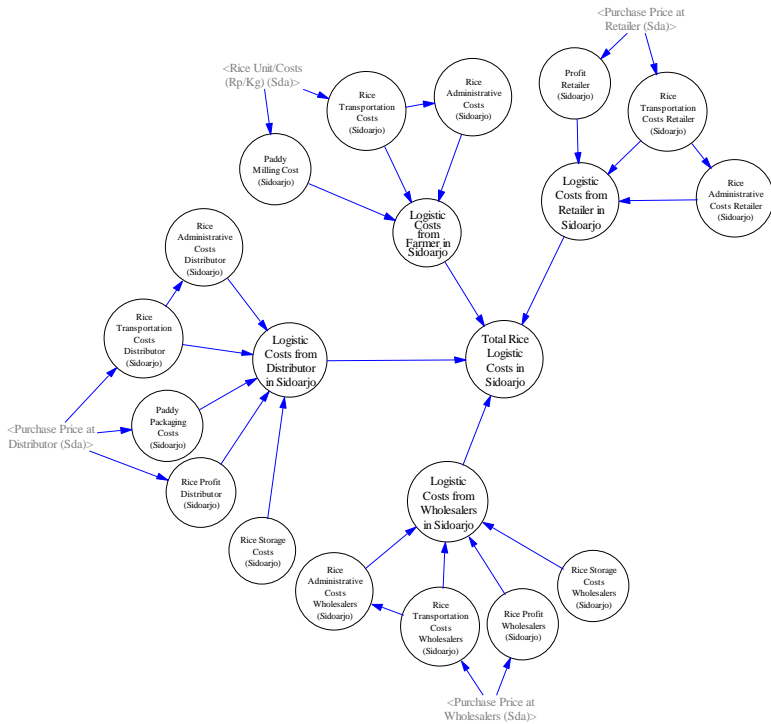 <Purchase Price at
Retailer (Sda)>
<Rice Unit/Costs
(Rp/Kg) (Sda)>
Rice
Transportation
Costs
(Sidoarjo)
Rice
Administrative
Costs
(Sidoarjo)
Profit
Retailer
(Sidoarjo)
Rice
Transportation
Costs Retailer
(Sidoarjo)
Paddy
Milling Cost
(Sidoarjo)
Logistic
Costs
from
Farmer in
Sidoarjo
Logistic
Costs from
Retailer in
Sidoarjo
Rice
Administrative
Costs Retailer
(Sidoarjo)
Rice
Administrative
Costs
Distributor
(Sidoarjo)
Rice
Transportation
Costs
Distributor
(Sidoarjo)
Logistic
Costs from
Distributor
in Sidoarjo
Total Rice
Logistic
Costs in
Sidoarjo
<Purchase Price at
Distributor (Sda)>
Paddy
Packaging
Costs
(Sidoarjo)
Rice Profit
Distributor
(Sidoarjo)
Rice Storage
Costs
(Sidoarjo)
Logistic
Costs from
Wholesalers
in Sidoarjo
Rice
Administrative
Costs
Wholesalers
(Sidoarjo)
Rice
Transportation
Costs
Wholesalers
(Sidoarjo)
Rice Profit
Wholesalers
(Sidoarjo)
Rice Storage
Costs
Wholesalers
(Sidoarjo)
<Purchase Price at
Wholesalers (Sda)>